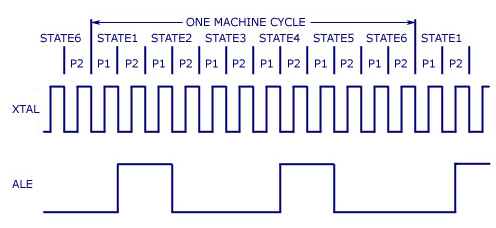 ONE MACHINE CYCLE
STATE6 STATE1 STATE2 STATE3 STATE4 STATE5 STATE6 STATE1
P2 P1 P2 P1 P2 P1 P2 P1 P2 P1 P2 P1 P2 P1 P2
XTAL
ALE